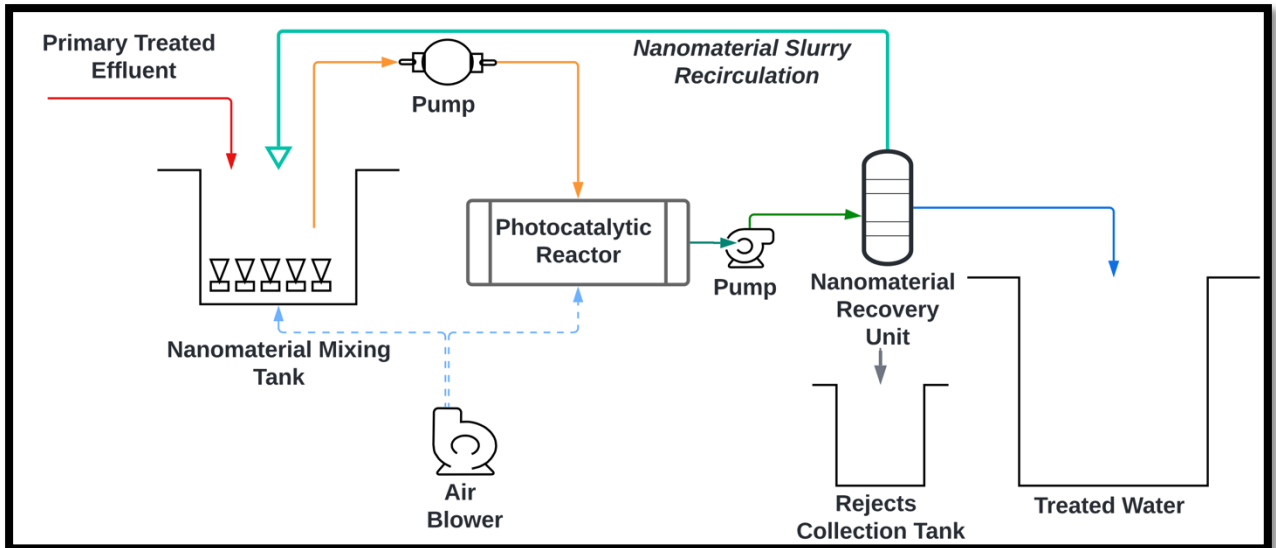 Primary Treated
Effluent
Pump
Nanomaterial Slurry
Recirculation
Photocatalytic
Reactor
Pump
Nanomaterial
Recovery
Unit
Nanomaterial Mixing
Tank
Air
Blower
Rejects
Collection Tank
Treated Water